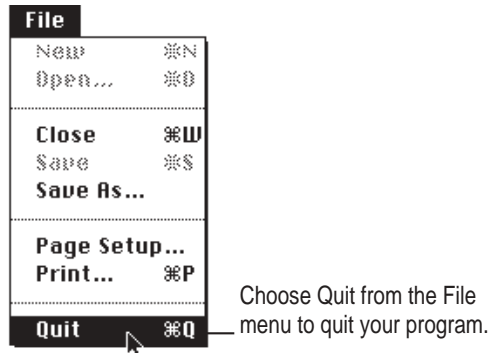 File
New ⌘N
Open... ⌘O
Close ⌘W
Save ⌘S
Save As...
Page Setup...
Print... ⌘P
Quit ⌘Q
Choose Quit from the File
menu to quit your program.